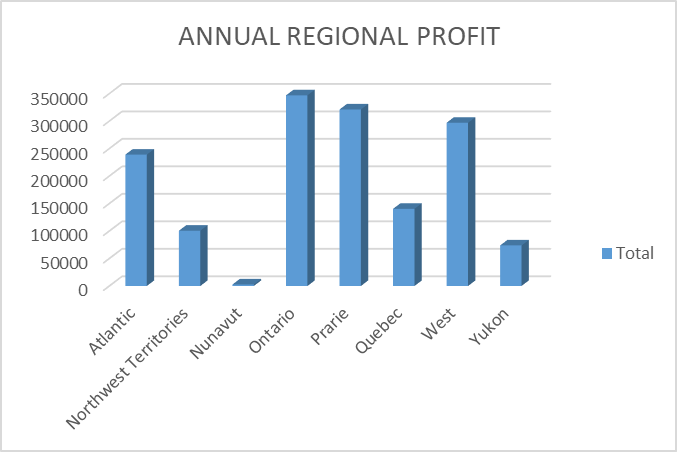 ANNUAL REGIONAL PROFIT
350000
300000
250000
200000
150000
100000
50000
0
Atlantic
Northwest Territories
Nunavut
Ontario
Prarie
Quebec
West
Yukon
Total